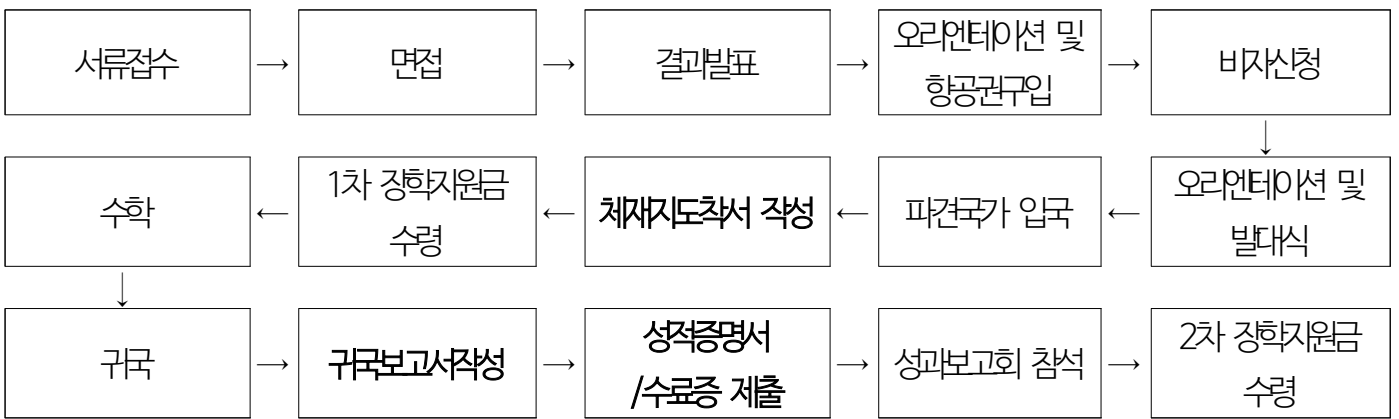 서류접수 → 면접 → 결과발표 → 오리엔테이션 및 항공권구입 → 비자신청
↓
수학 ← 1차 장학지원금 수령 ← 체재지도착서 작성 ← 파견국가 입국 ← 오리엔테이션 및 발대식
↓
귀국 → 귀국보고서작성 → 성적증명서 /수료증 제출 → 성과보고회 참석 → 2차 장학지원금 수령